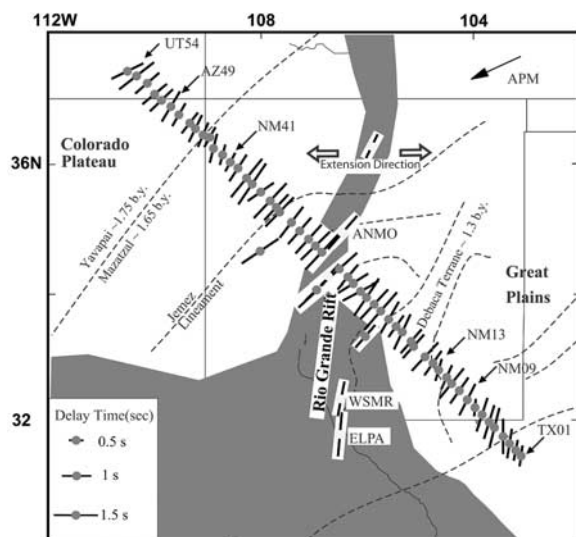 112W 108 104
UT54
AZ49
APM
NM41
Colorado
Plateau
36N
Extension Direction
Yavapai ~1.75 b.y.
Mazatzal ~1.65 b.y.
ANMO
Jemez
Lineament
Debaca Terrane ~ 1.3 b.y.
Great
Plains
Rio Grande Rift
NM13
NM09
WSMR
32
ELPA
TX01
Delay Time(sec)
0.5 s
1 s
1.5 s